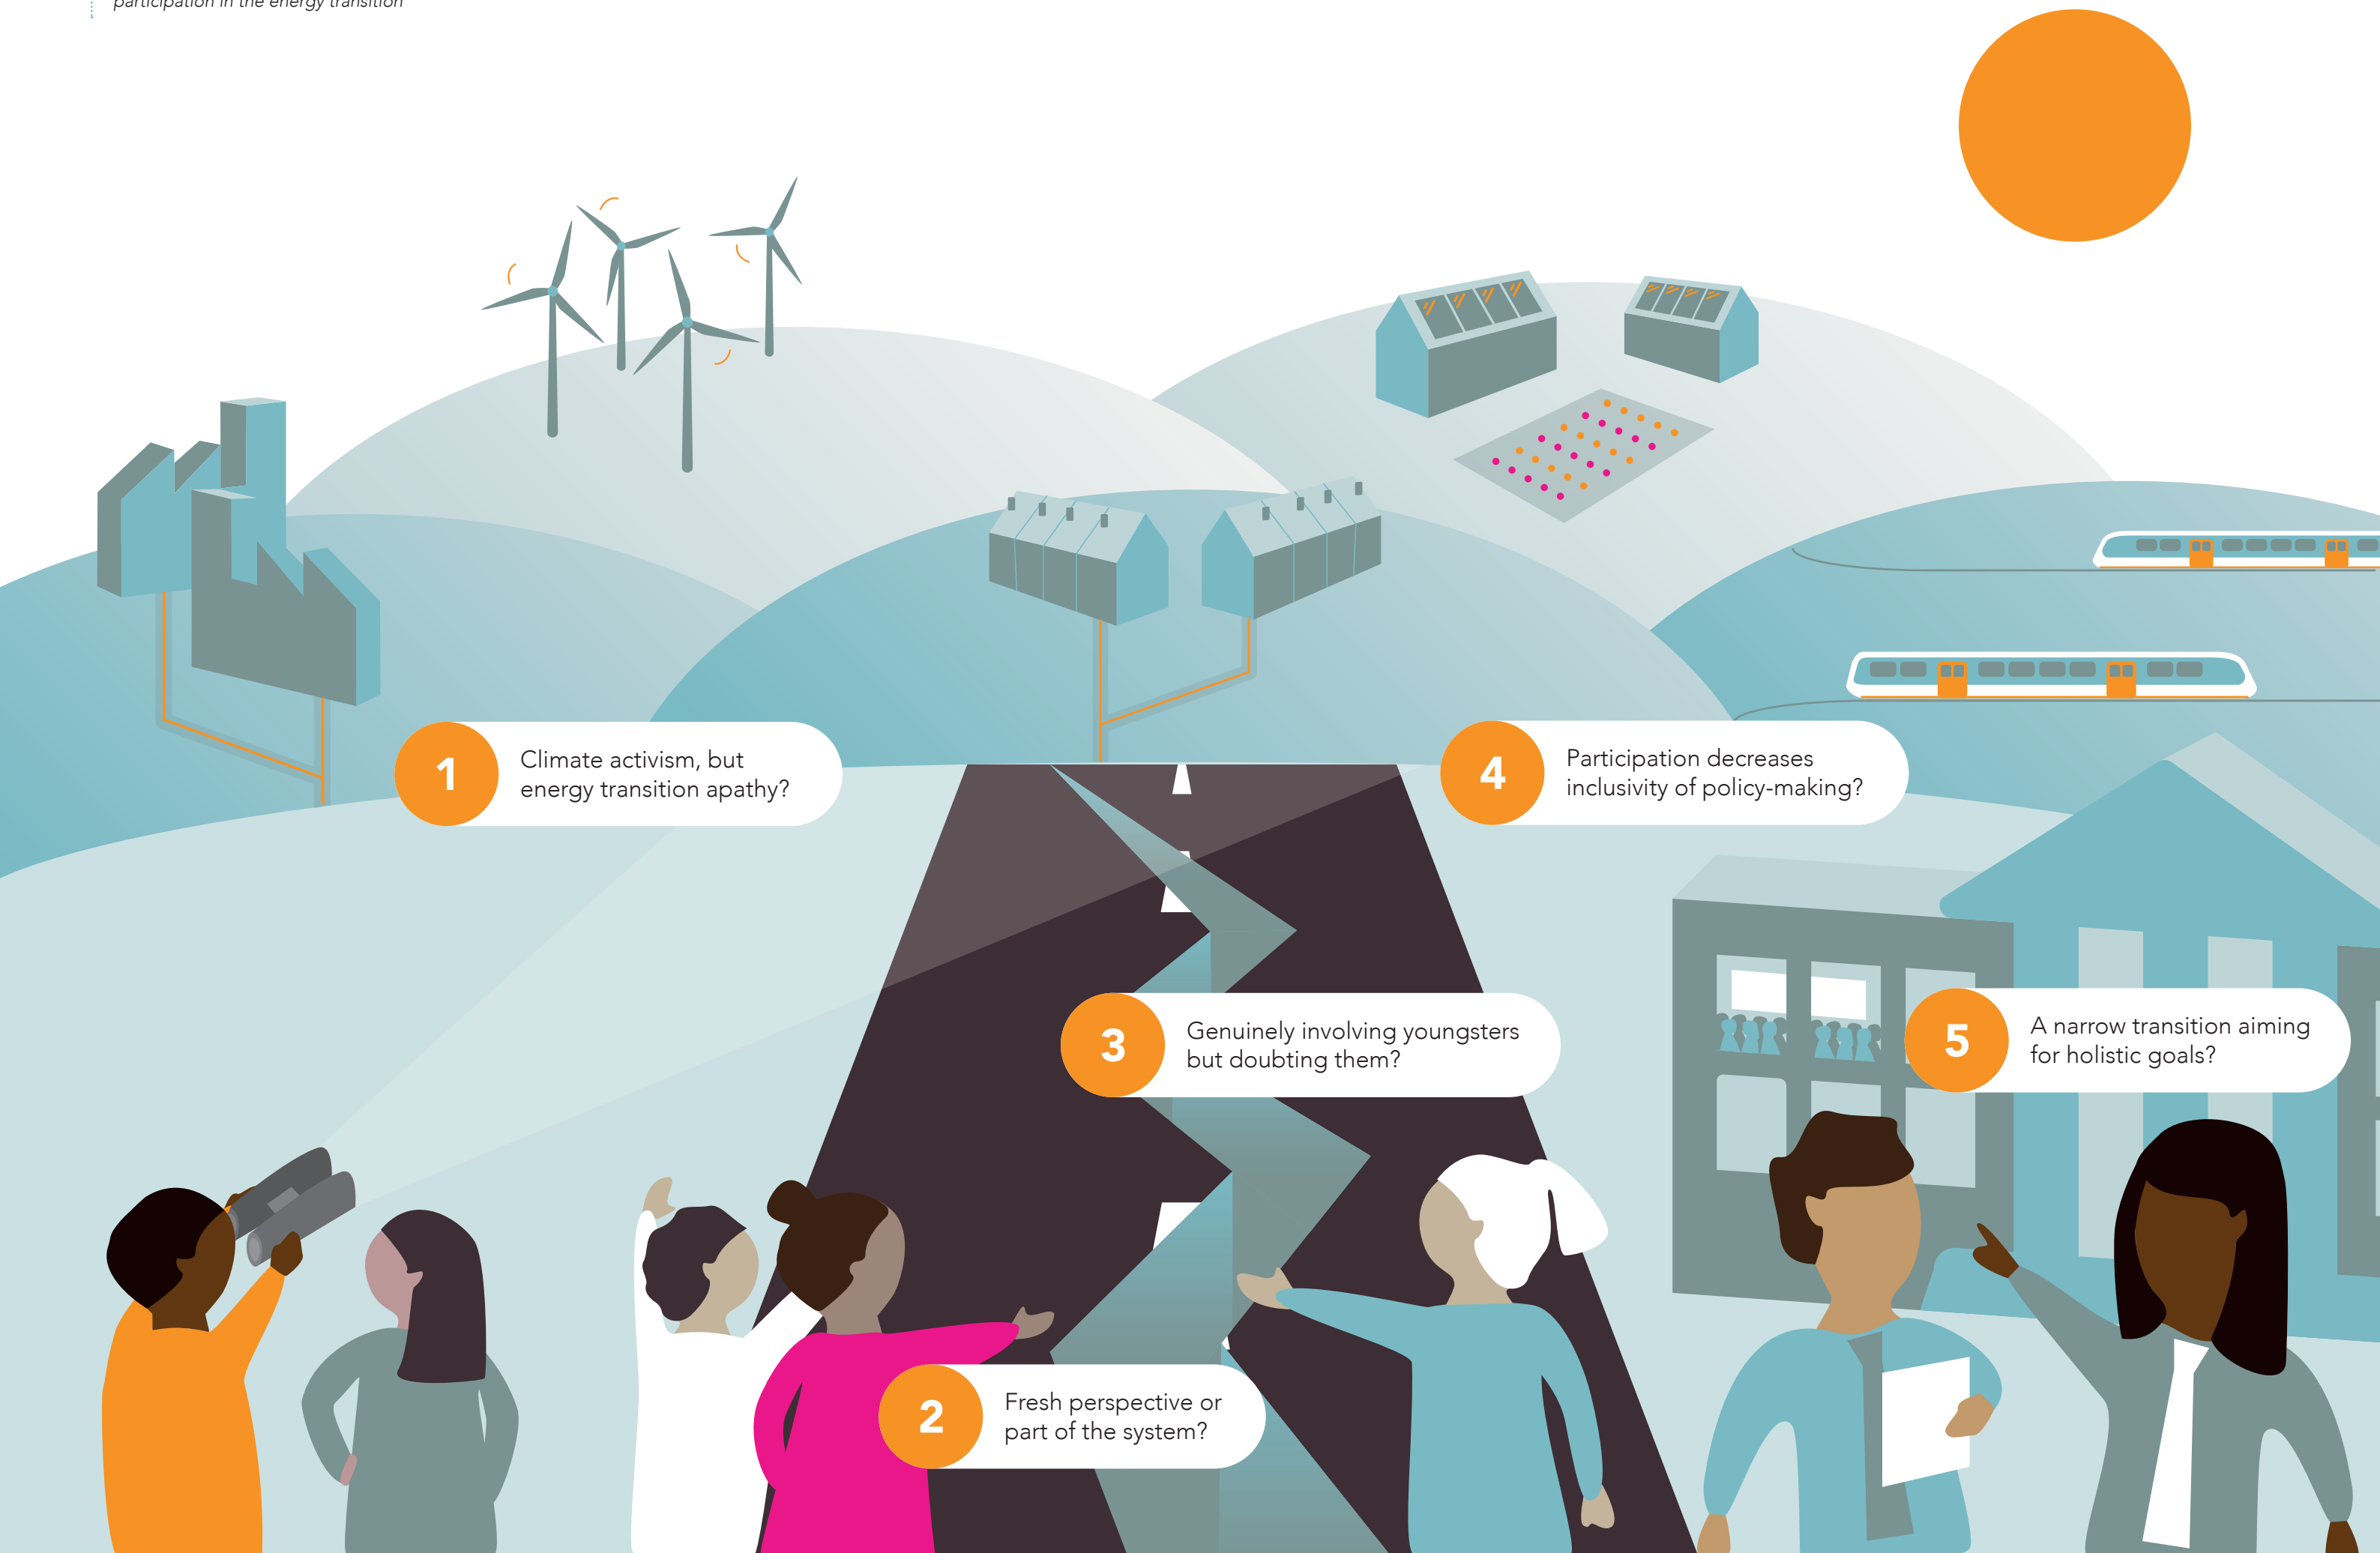 participation in the energy transition
1
Climate activism, but
energy transition apathy?
4
Participation decreases
inclusivity of policy-making?
3
Genuinely involving youngsters
but doubting them?
5
A narrow transition aiming
for holistic goals?
2
Fresh perspective or
part of the system?